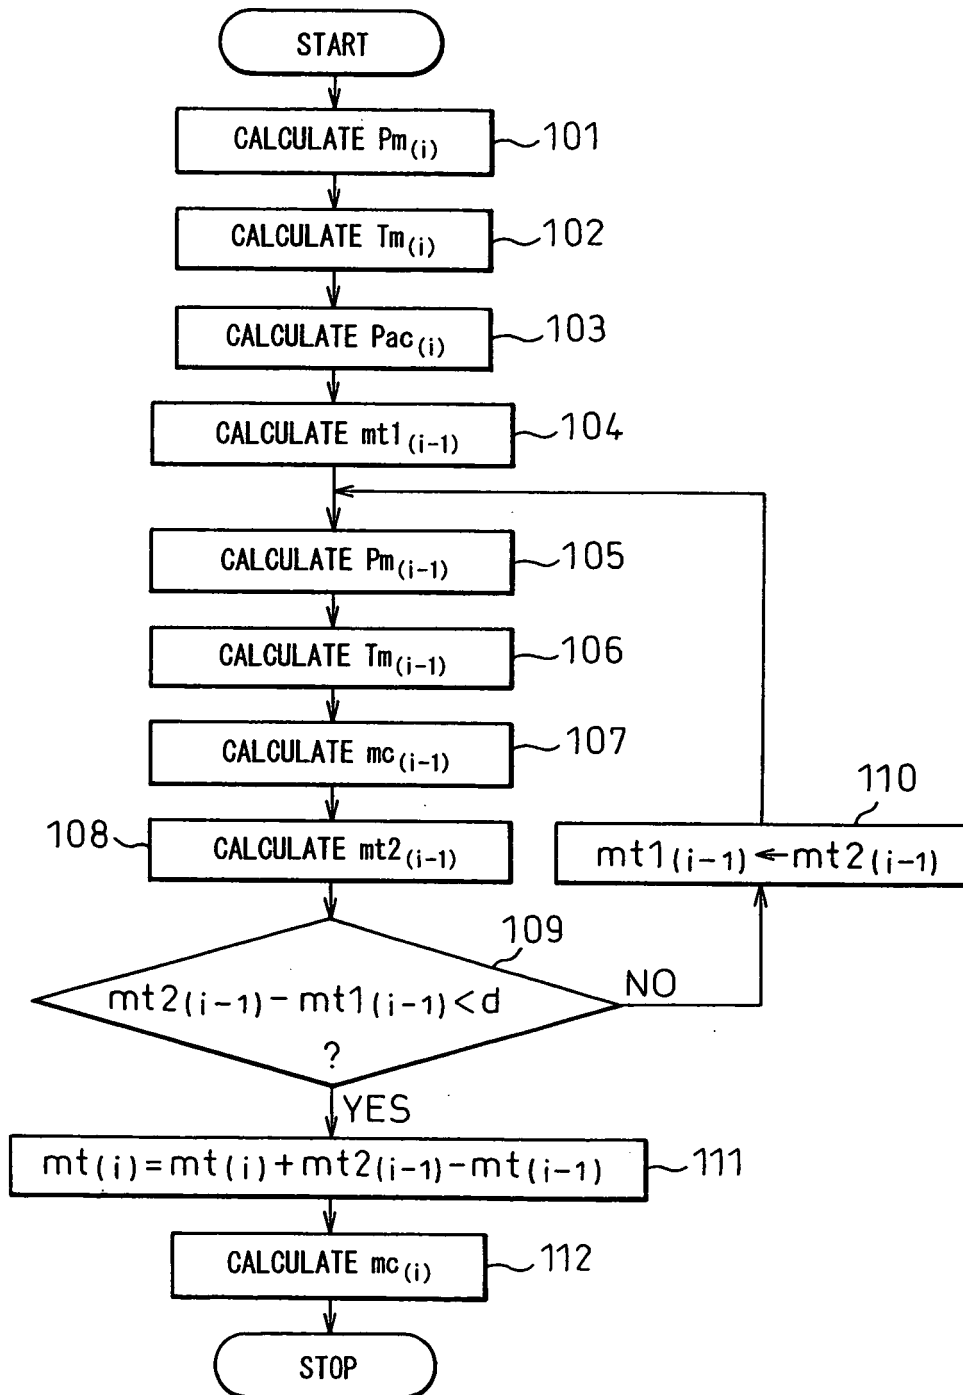 START
CALCULATE Pm(i)
101
CALCULATE Tm(i)
102
CALCULATE Pac(i)
103
CALCULATE mt1(i-1)
104
CALCULATE Pm(i-1)
105
CALCULATE Tm(i-1)
106
CALCULATE mc(i-1)
107
110
108
CALCULATE mt2(i-1)
mt1(i-1)←mt2(i-1)
109
mt2(i-1)-mt1(i-1)<d
?
NO
YES
mt(i)=mt(i)+mt2(i-1)-mt(i-1)
111
CALCULATE mc(i)
112
STOP